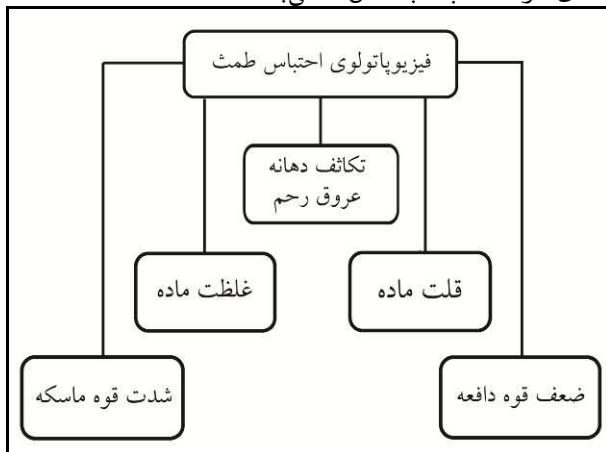 فیزیوپاتولوی احتباس طمث
تکاثف دهانه
عروق رحم
قلت ماده
غلظت ماده
ضعف قوه دافعه
شدت قوه ماسکه